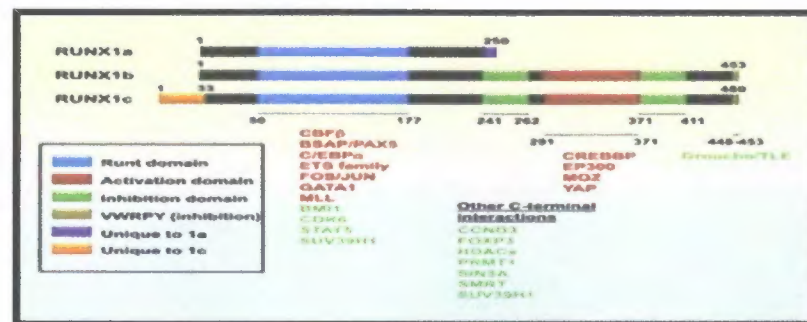 1 250
RUNX1a
1 453
RUNX1b
1 33 480
RUNX1c
50 177 241 262 371 411
291 371 448-453
CBFβ
BSAP/PAX5
C/EBPα
ETS family
FOS/JUN
GATA1
MLL
BMI1
CDK6
STAT5
SUV39H1
CREBBP
EP300
MOZ
YAP
Groucho/TLE
Other C-terminal
interactions
CCND3
FOXP3
HDACs
PRMT1
SIN3A
SMRT
SUV39H1
Runt domain
Activation domain
Inhibition domain
VWRPY (inhibition)
Unique to 1a
Unique to 1c